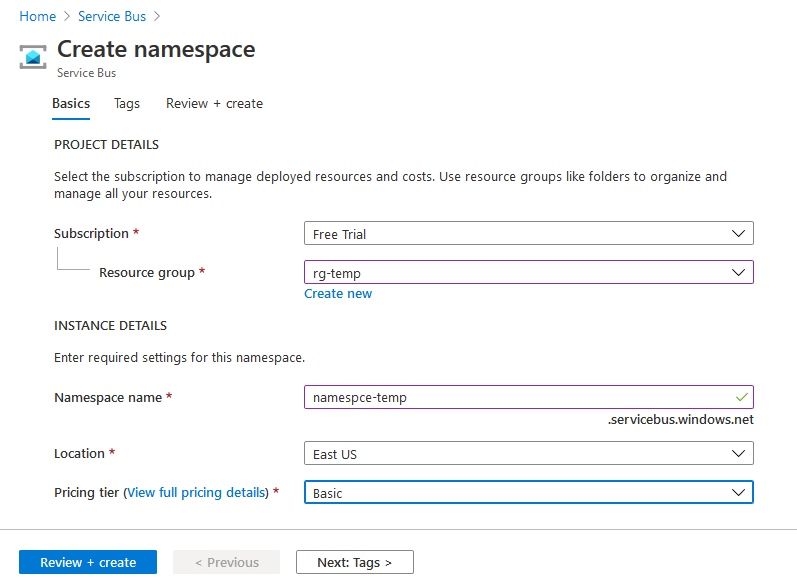 Home > Service Bus >
Create namespace
Service Bus
Basics Tags Review + create
PROJECT DETAILS
Select the subscription to manage deployed resources and costs. Use resource groups like folders to organize and
manage all your resources.
Subscription * Free Trial
Resource group * rg-temp
Create new
INSTANCE DETAILS
Enter required settings for this namespace.
Namespace name * namespce-temp
.servicebus.windows.net
Location * East US
Pricing tier (View full pricing details) * Basic
Review + create < Previous Next: Tags >